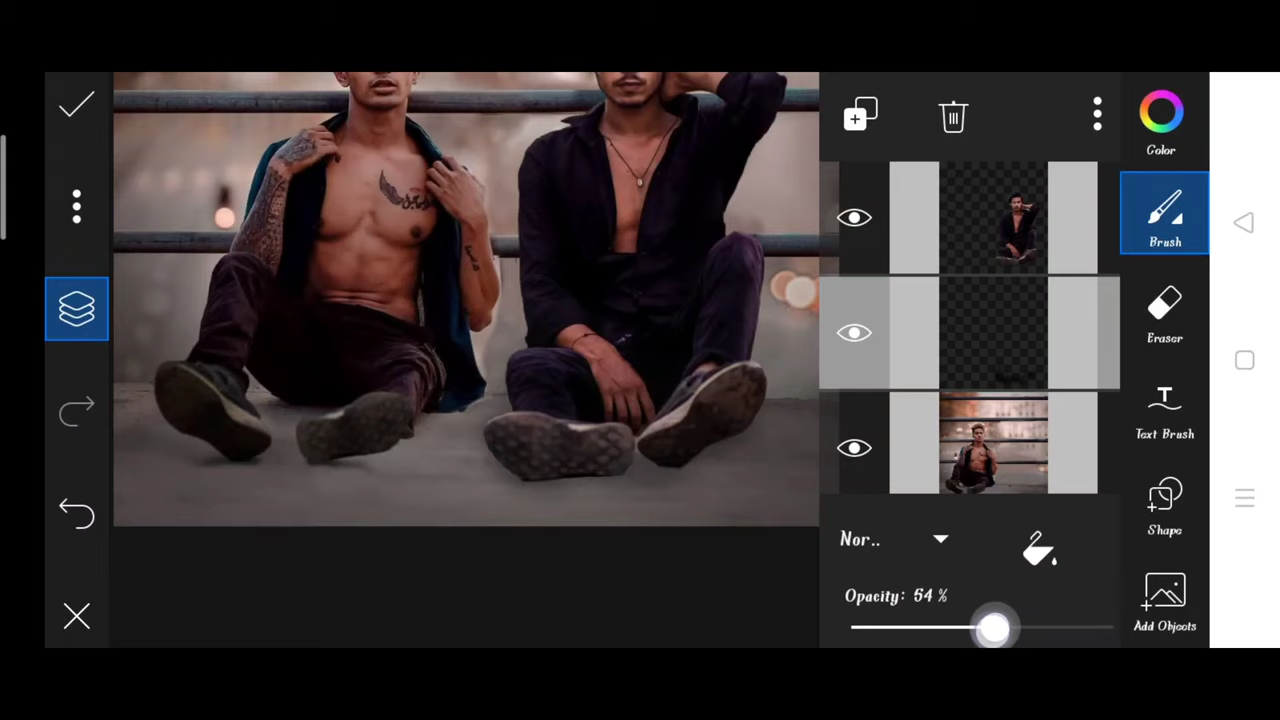 Color
Brush
Eraser
Text Brush
Shape
Add Objects
Nor..
Opacity: 54 %